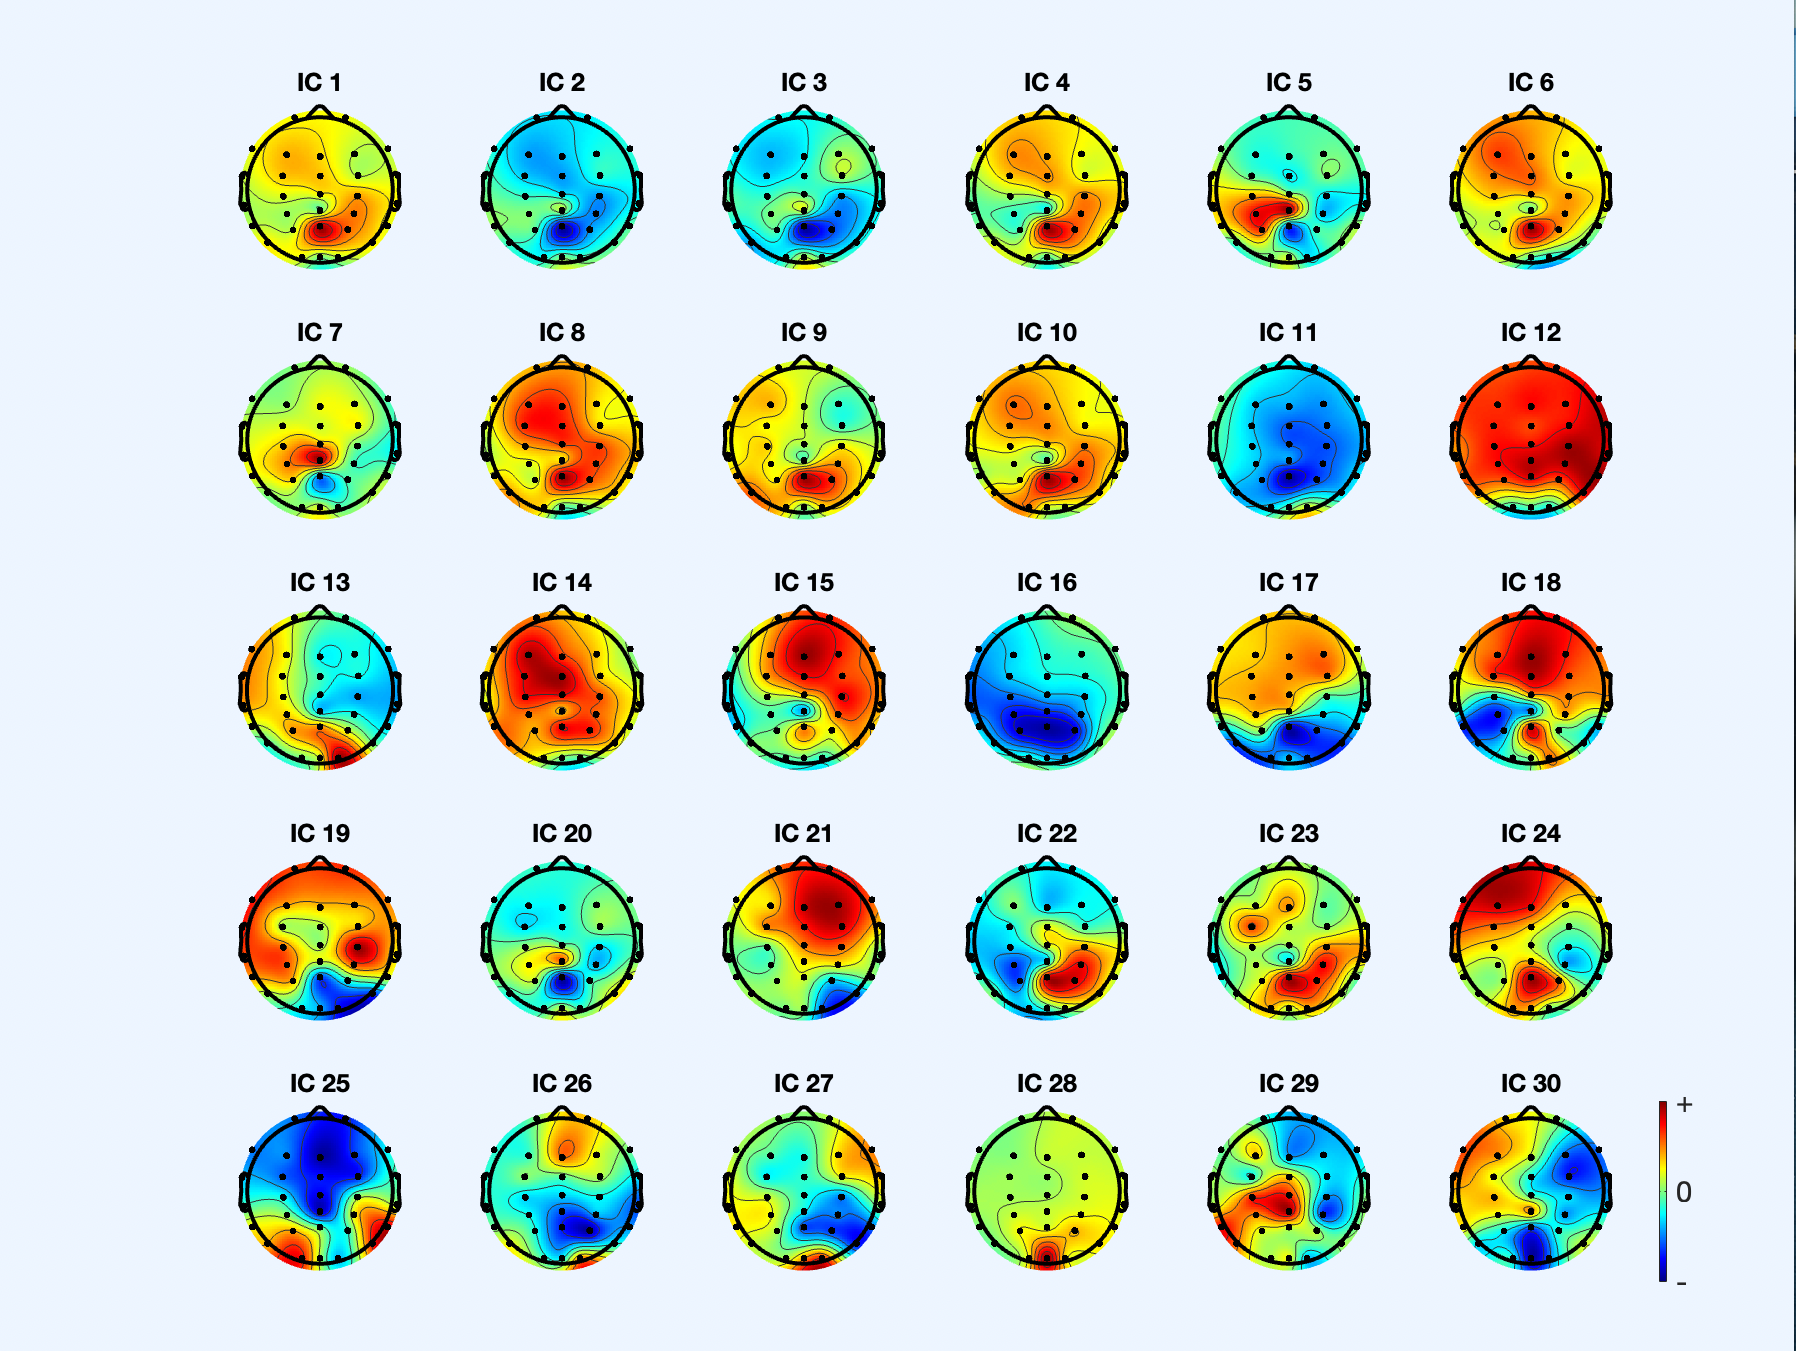 IC 1 IC 2 IC 3 IC 4 IC 5 IC 6
IC 7 IC 8 IC 9 IC 10 IC 11 IC 12
IC 13 IC 14 IC 15 IC 16 IC 17 IC 18
IC 19 IC 20 IC 21 IC 22 IC 23 IC 24
IC 25 IC 26 IC 27 IC 28 IC 29 IC 30
+
0
-